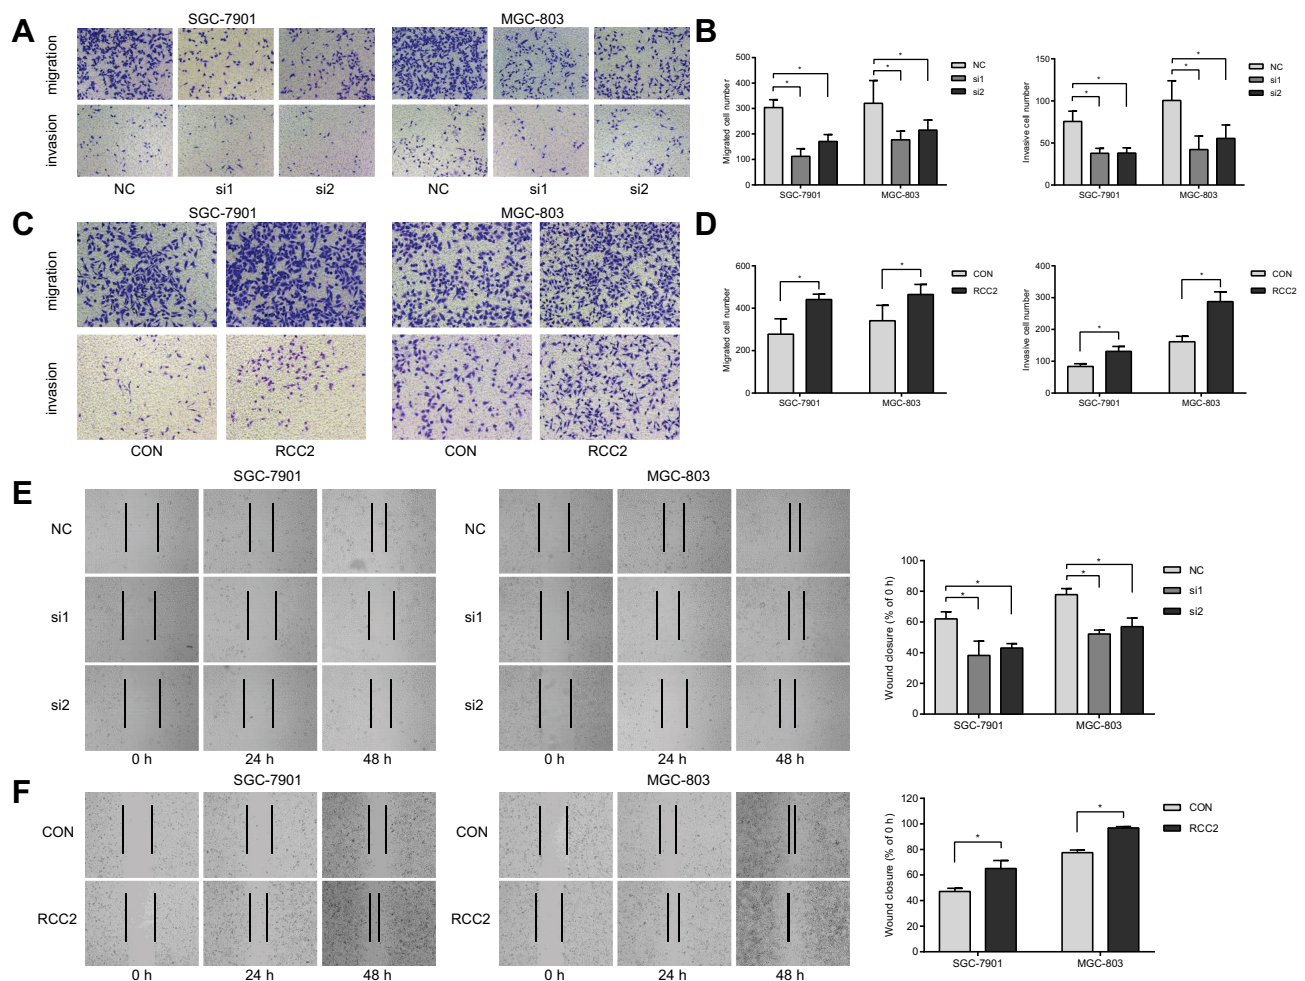 A
SGC-7901
MGC-803
migration
invasion
NC
si1
si2
NC
si1
si2
B
Migrated cell number
500
400
300
200
100
0
SGC-7901
MGC-803
*
*
*
*
NC
si1
si2
Invasive cell number
150
100
50
0
SGC-7901
MGC-803
*
*
*
*
NC
si1
si2
C
SGC-7901
MGC-803
migration
invasion
CON
RCC2
CON
RCC2
D
Migrated cell number
600
400
200
0
SGC-7901
MGC-803
*
*
CON
RCC2
Invasive cell number
400
300
200
100
0
SGC-7901
MGC-803
*
*
CON
RCC2
E
SGC-7901
MGC-803
NC
si1
si2
0 h
24 h
48 h
NC
si1
si2
0 h
24 h
48 h
Wound closure (% of 0 h)
100
80
60
40
20
0
SGC-7901
MGC-803
*
*
*
*
NC
si1
si2
F
SGC-7901
MGC-803
CON
RCC2
0 h
24 h
48 h
CON
RCC2
0 h
24 h
48 h
Wound closure (% of 0 h)
120
100
80
60
40
20
0
SGC-7901
MGC-803
*
*
CON
RCC2